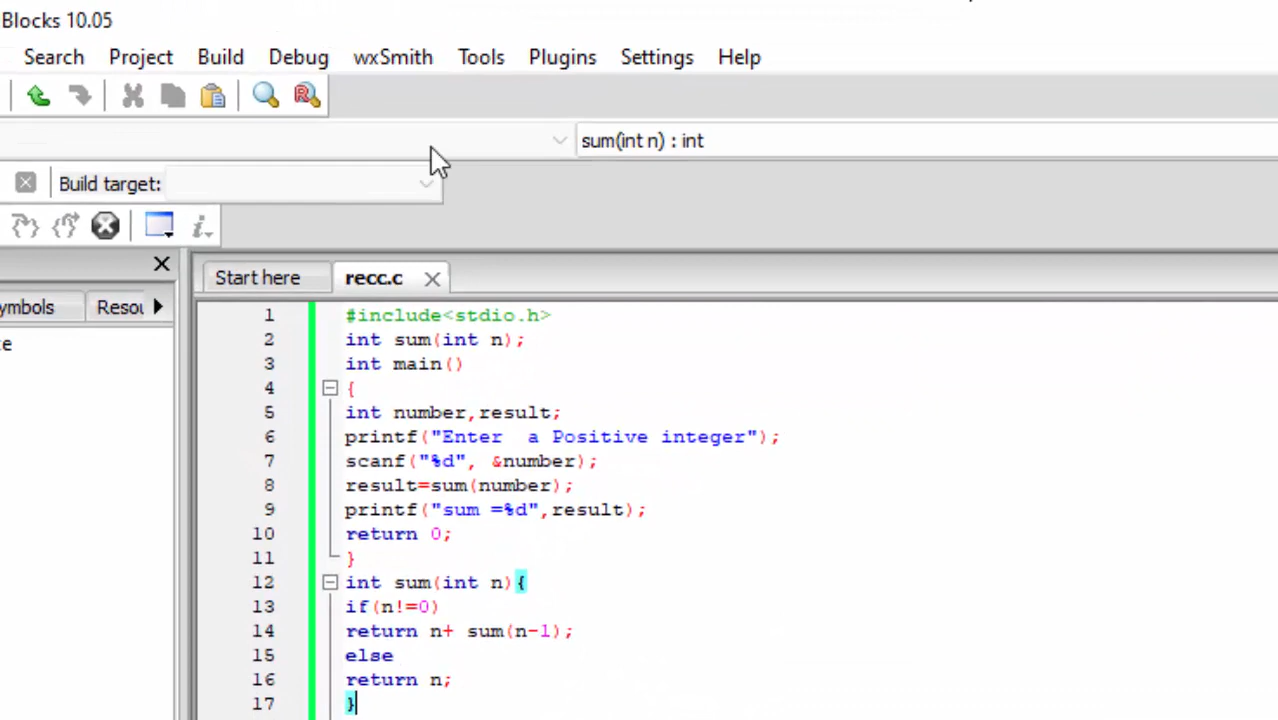 Blocks 10.05
Search Project Build Debug wxSmith Tools Plugins Settings Help
sum(int n) : int
Build target:
Start here recc.c
ymbols Resou
e
1 #include<stdio.h>
2 int sum(int n);
3 int main()
4 {
5 int number,result;
6 printf("Enter  a Positive integer");
7 scanf("%d", &number);
8 result=sum(number);
9 printf("sum =%d",result);
10 return 0;
11 }
12 int sum(int n){
13 if(n!=0)
14 return n+ sum(n-1);
15 else
16 return n;
17 }